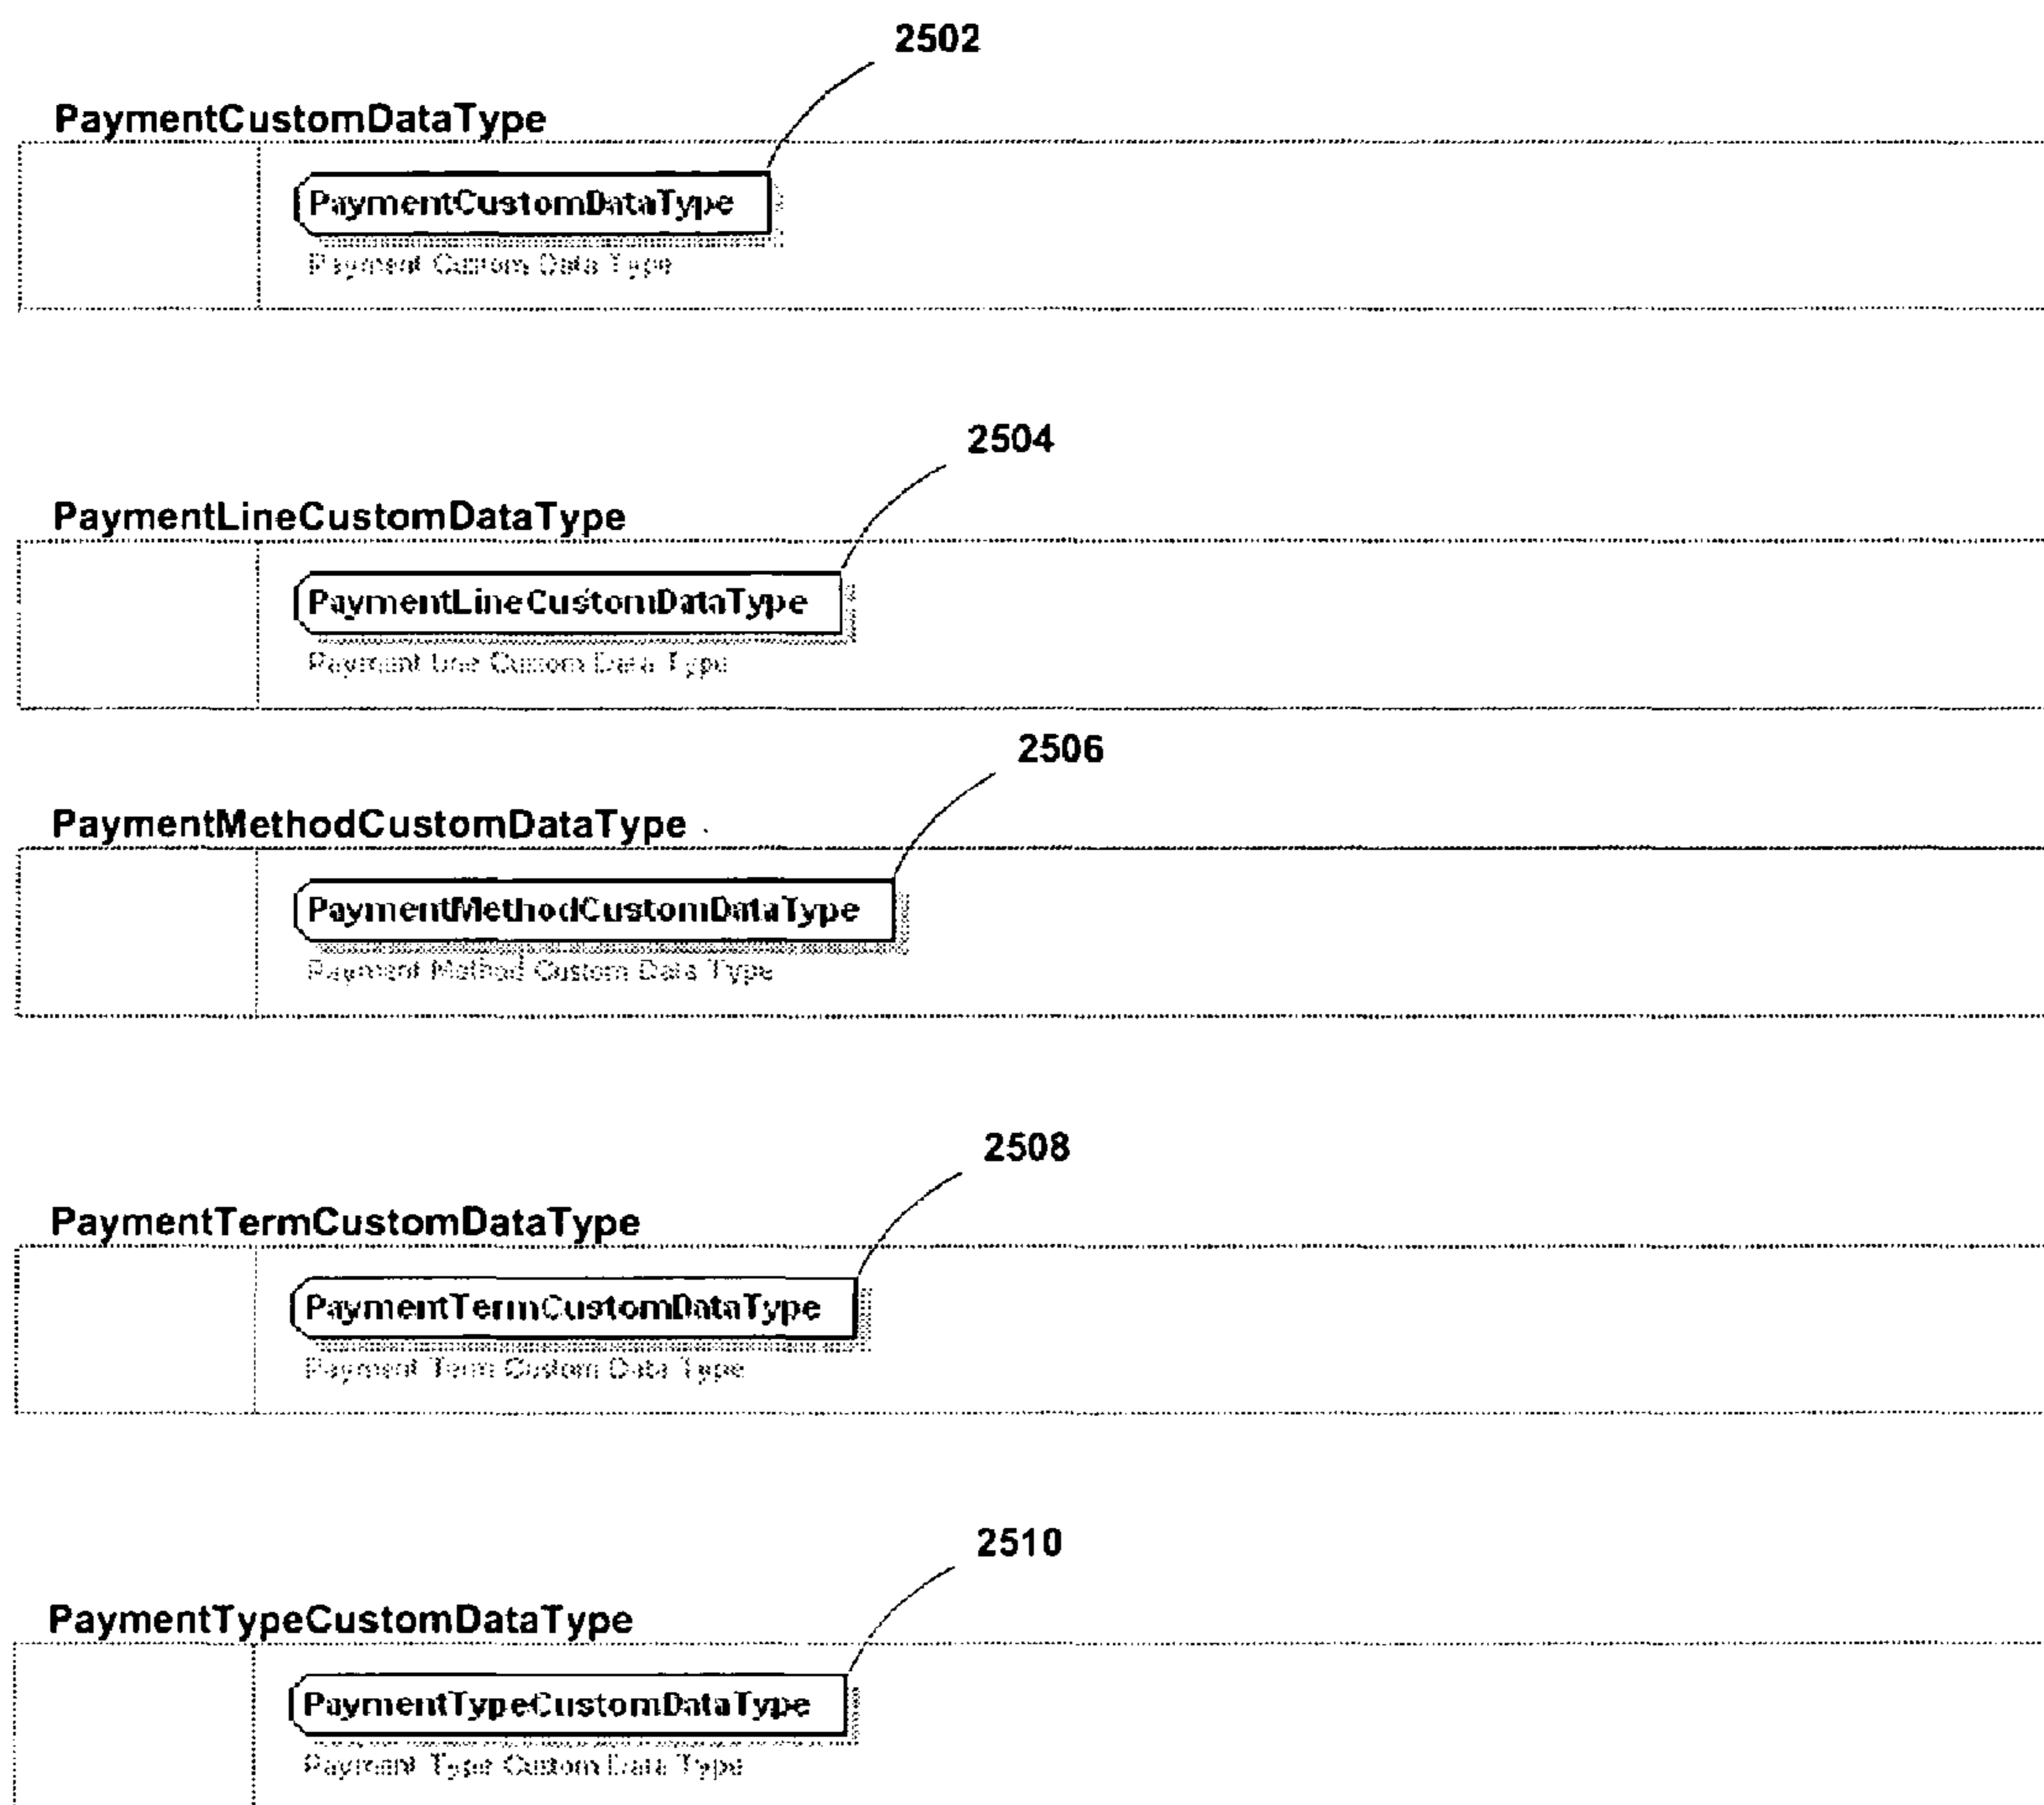 2502
PaymentCustomDataType
PaymentCustomDataType
Payment Custom Data Type
2504
PaymentLineCustomDataType
PaymentLineCustomDataType
Payment Line Custom Data Type
2506
PaymentMethodCustomDataType
PaymentMethodCustomDataType
Payment Method Custom Data Type
2508
PaymentTermCustomDataType
PaymentTermCustomDataType
Payment Term Custom Data Type
2510
PaymentTypeCustomDataType
PaymentTypeCustomDataType
Payment Type Custom Data Type